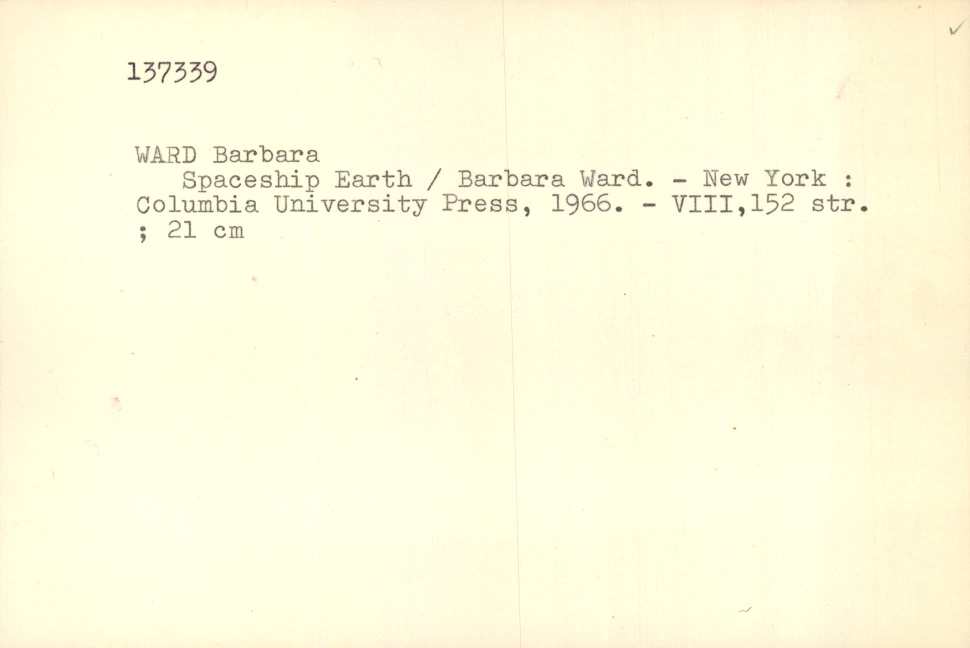 137339
WARD Barbara
Spaceship Earth / Barbara Ward. - New York :
Columbia University Press, 1966. - VIII,152 str.
; 21 cm